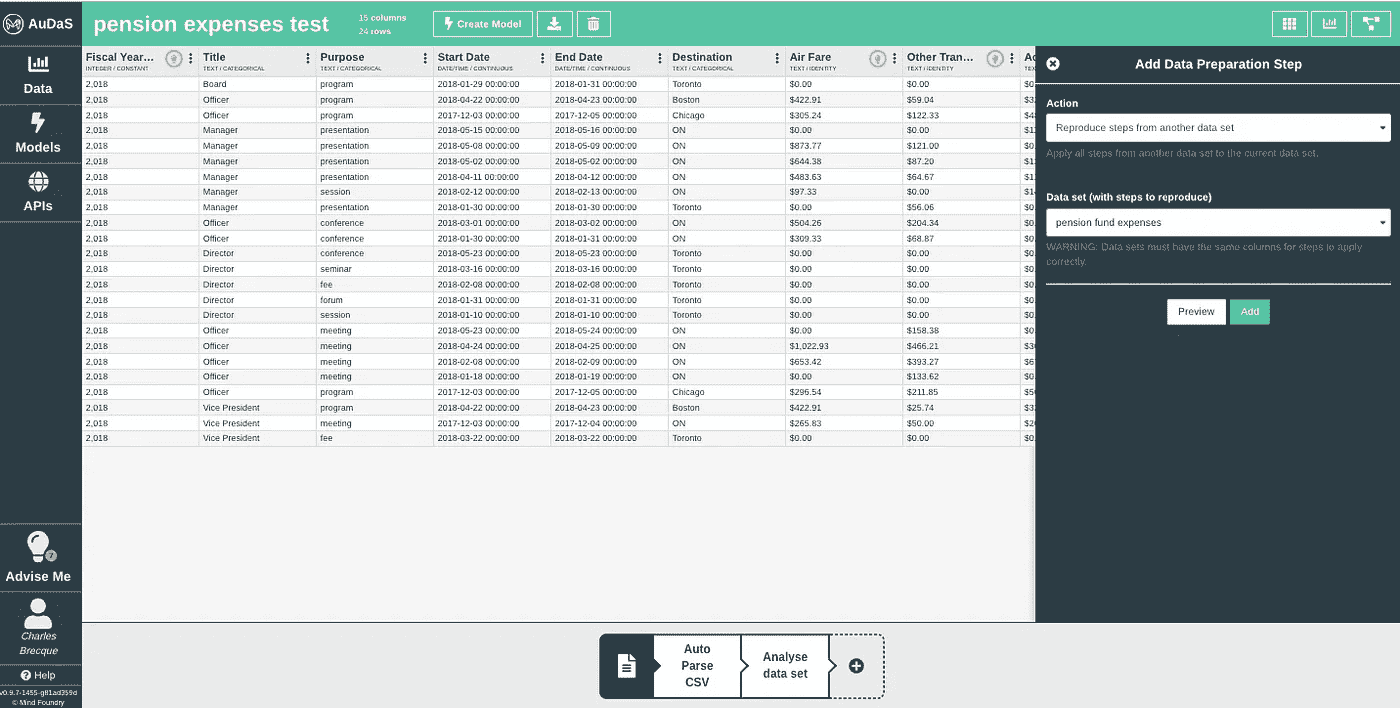 AuDaS
pension expenses test
15 columns
24 rows
Create Model
Data
Models
APIs
Advise Me
7
Charles
Brecque
Help
v0.9.7-1455-g81ad359d
© Mind Foundry
Fiscal Year... Title Purpose Start Date End Date Destination Air Fare Other Tran... Ac
INTEGER / CONSTANT TEXT / CATEGORICAL TEXT / CATEGORICAL DATE/TIME / CONTINUOUS DATE/TIME / CONTINUOUS TEXT / CATEGORICAL TEXT / IDENTITY TEXT / IDENTITY
2,018 Board program 2018-01-29 00:00:00 2018-01-31 00:00:00 Toronto $0.00 $0.00
2,018 Officer program 2018-04-22 00:00:00 2018-04-23 00:00:00 Boston $422.91 $59.04
2,018 Officer program 2017-12-03 00:00:00 2017-12-05 00:00:00 Chicago $305.24 $122.33
2,018 Manager presentation 2018-05-15 00:00:00 2018-05-16 00:00:00 ON $0.00 $0.00
2,018 Manager presentation 2018-05-08 00:00:00 2018-05-09 00:00:00 ON $873.77 $121.00
2,018 Manager presentation 2018-05-02 00:00:00 2018-05-02 00:00:00 ON $644.38 $87.20
2,018 Manager presentation 2018-04-11 00:00:00 2018-04-12 00:00:00 ON $483.63 $64.67
2,018 Manager session 2018-02-12 00:00:00 2018-02-13 00:00:00 ON $97.33 $0.00
2,018 Manager presentation 2018-01-30 00:00:00 2018-01-30 00:00:00 Toronto $0.00 $56.06
2,018 Officer conference 2018-03-01 00:00:00 2018-03-02 00:00:00 ON $504.26 $204.34
2,018 Officer conference 2018-01-30 00:00:00 2018-01-31 00:00:00 ON $309.33 $68.87
2,018 Director conference 2018-05-23 00:00:00 2018-05-23 00:00:00 Toronto $0.00 $0.00
2,018 Director seminar 2018-03-16 00:00:00 2018-03-16 00:00:00 Toronto $0.00 $0.00
2,018 Director fee 2018-02-08 00:00:00 2018-02-08 00:00:00 Toronto $0.00 $0.00
2,018 Director forum 2018-01-31 00:00:00 2018-01-31 00:00:00 Toronto $0.00 $0.00
2,018 Director session 2018-01-10 00:00:00 2018-01-10 00:00:00 Toronto $0.00 $0.00
2,018 Officer meeting 2018-05-23 00:00:00 2018-05-24 00:00:00 ON $0.00 $158.38
2,018 Officer meeting 2018-04-24 00:00:00 2018-04-25 00:00:00 ON $1,022.93 $466.21
2,018 Officer meeting 2018-02-08 00:00:00 2018-02-09 00:00:00 ON $653.42 $393.27
2,018 Officer meeting 2018-01-18 00:00:00 2018-01-19 00:00:00 ON $0.00 $133.62
2,018 Officer program 2017-12-03 00:00:00 2017-12-05 00:00:00 Chicago $296.54 $211.85
2,018 Vice President program 2018-04-22 00:00:00 2018-04-23 00:00:00 Boston $422.91 $25.74
2,018 Vice President meeting 2017-12-03 00:00:00 2017-12-04 00:00:00 ON $265.83 $50.00
2,018 Vice President fee 2018-03-22 00:00:00 2018-03-22 00:00:00 Toronto $0.00 $0.00
Add Data Preparation Step
Action
Reproduce steps from another data set
Apply all steps from another data set to the current data set.
Data set (with steps to reproduce)
pension fund expenses
WARNING: Data sets must have the same columns for steps to apply
correctly.
Preview Add
Auto
Parse
CSV
Analyse
data set